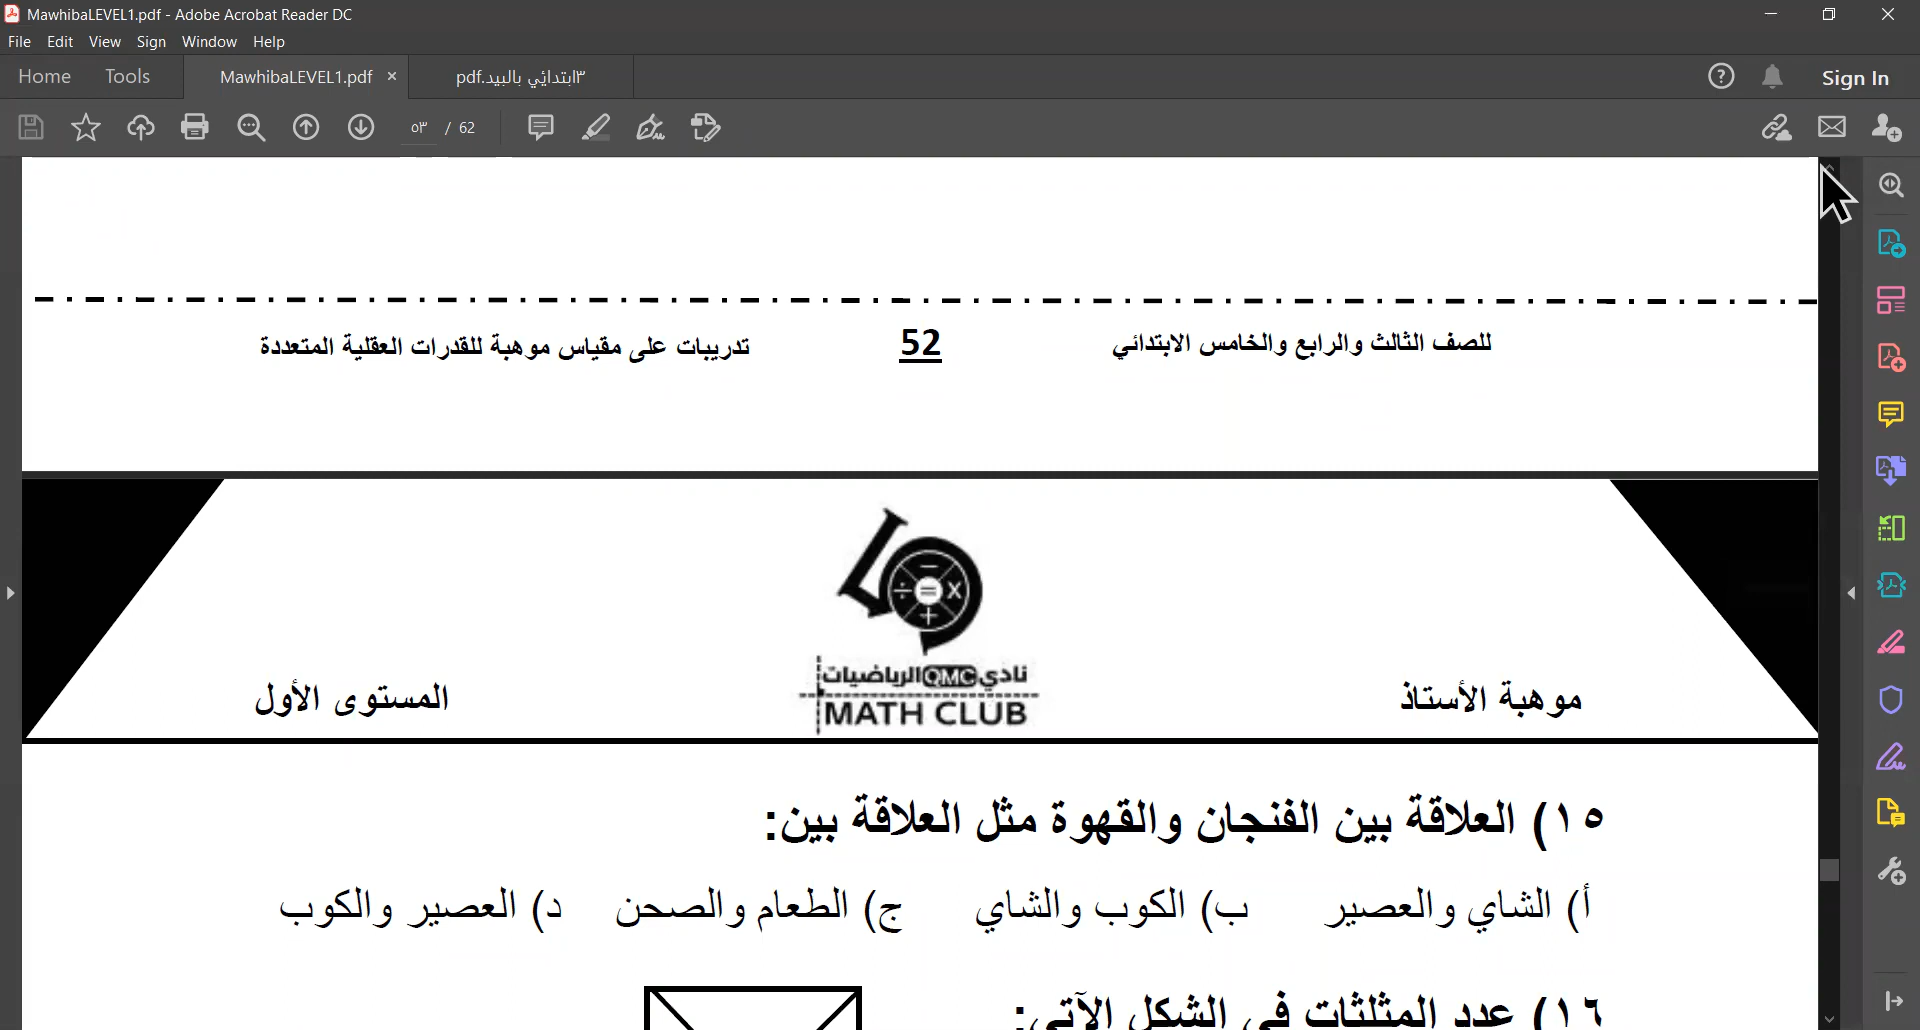 MawhibaLEVEL1.pdf - Adobe Acrobat Reader DC
File Edit View Sign Window Help
Home Tools MawhibaLEVEL1.pdf × ٣ابتدائي بالبيد.pdf Sign In
٥٣ / 62
تدريبات على مقياس موهبة للقدرات العقلية المتعددة 52 للصف الثالث والرابع والخامس الابتدائي
نادي QMC الرياضيات
MATH CLUB
موهبة الأستاذ المستوى الأول
١٥) العلاقة بين الفنجان والقهوة مثل العلاقة بين:
أ) الشاي والعصير ب) الكوب والشاي ج) الطعام والصحن د) العصير والكوب
١٦) عدد المثلثات في الشكل الآتي: